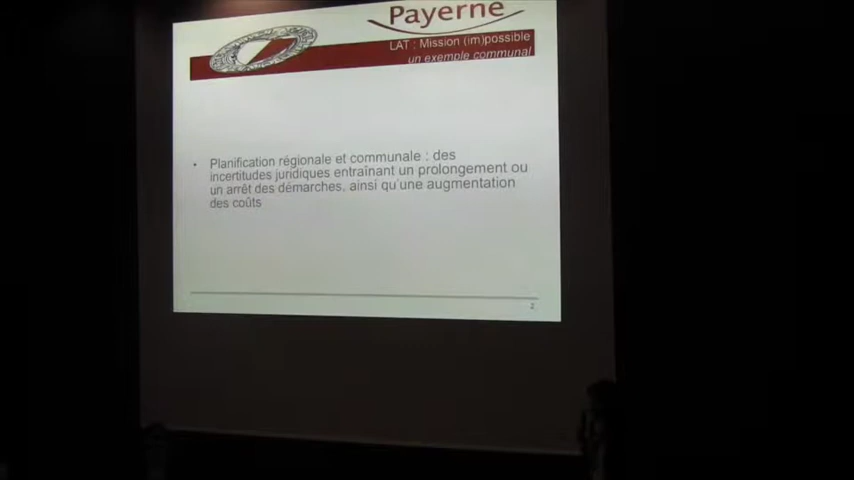 Payerne
LAT : Mission (im)possible
un exemple communal
• Planification régionale et communale : des
incertitudes juridiques entraînant un prolongement ou
un arrêt des démarches, ainsi qu'une augmentation
des coûts
2